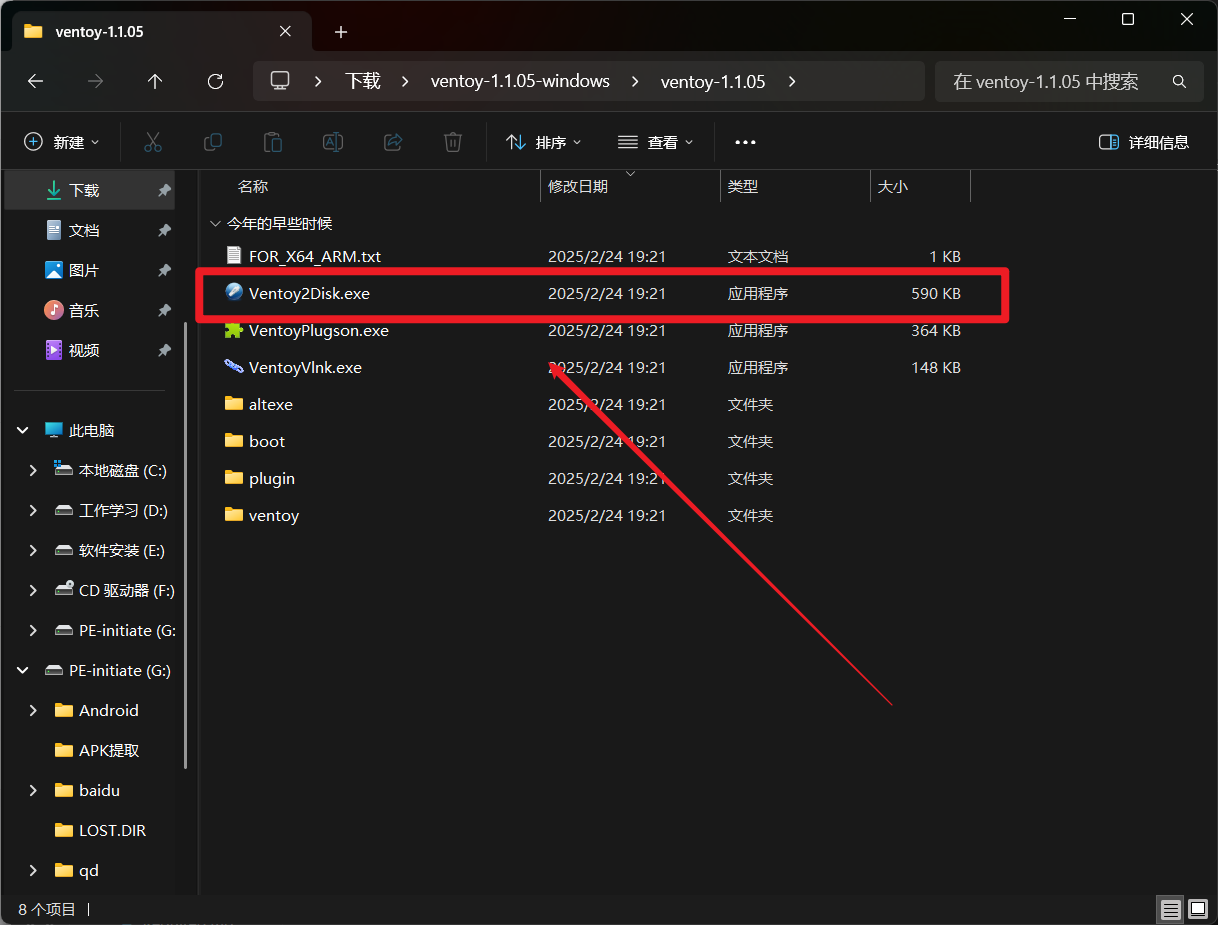 ventoy-1.1.05
下载 ventoy-1.1.05-windows ventoy-1.1.05
在 ventoy-1.1.05 中搜索
新建 排序 查看 详细信息
下载
文档
图片
音乐
视频
此电脑
本地磁盘 (C:)
工作学习 (D:)
软件安装 (E:)
CD 驱动器 (F:)
PE-initiate (G:
PE-initiate (G:)
Android
APK提取
baidu
LOST.DIR
qd
名称 修改日期 类型 大小
今年的早些时候
FOR_X64_ARM.txt 2025/2/24 19:21 文本文档 1 KB
Ventoy2Disk.exe 2025/2/24 19:21 应用程序 590 KB
VentoyPlugson.exe 2025/2/24 19:21 应用程序 364 KB
VentoyVlnk.exe 2025/2/24 19:21 应用程序 148 KB
altexe 2025/2/24 19:21 文件夹
boot 2025/2/24 19:21 文件夹
plugin 2025/2/24 19:21 文件夹
ventoy 2025/2/24 19:21 文件夹
8 个项目